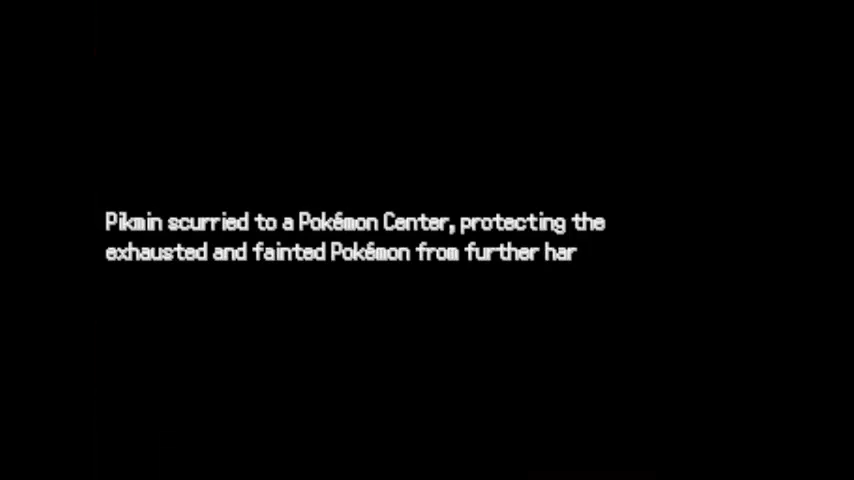 Pikmin scurried to a Pokémon Center, protecting the
exhausted and fainted Pokémon from further har